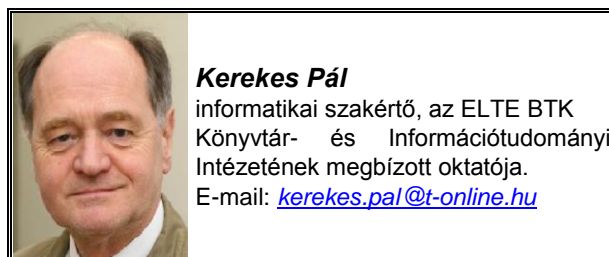 Kerekes Pál
informatikai szakértő, az ELTE BTK
Könyvtár- és Információtudományi
Intézetének megbízott oktatója.
E-mail: kerekes.pal@t-online.hu